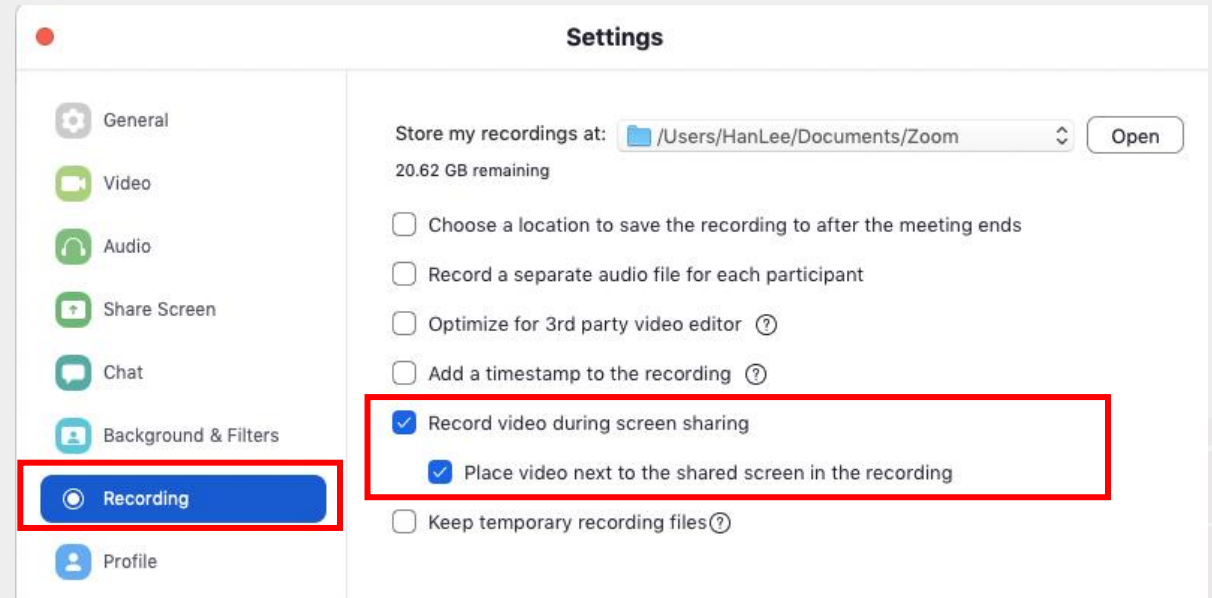 Settings
General
Video
Audio
Share Screen
Chat
Background & Filters
Recording
Profile
Store my recordings at: /Users/HanLee/Documents/Zoom Open
20.62 GB remaining
Choose a location to save the recording to after the meeting ends
Record a separate audio file for each participant
Optimize for 3rd party video editor ?
Add a timestamp to the recording ?
Record video during screen sharing
Place video next to the shared screen in the recording
Keep temporary recording files ?